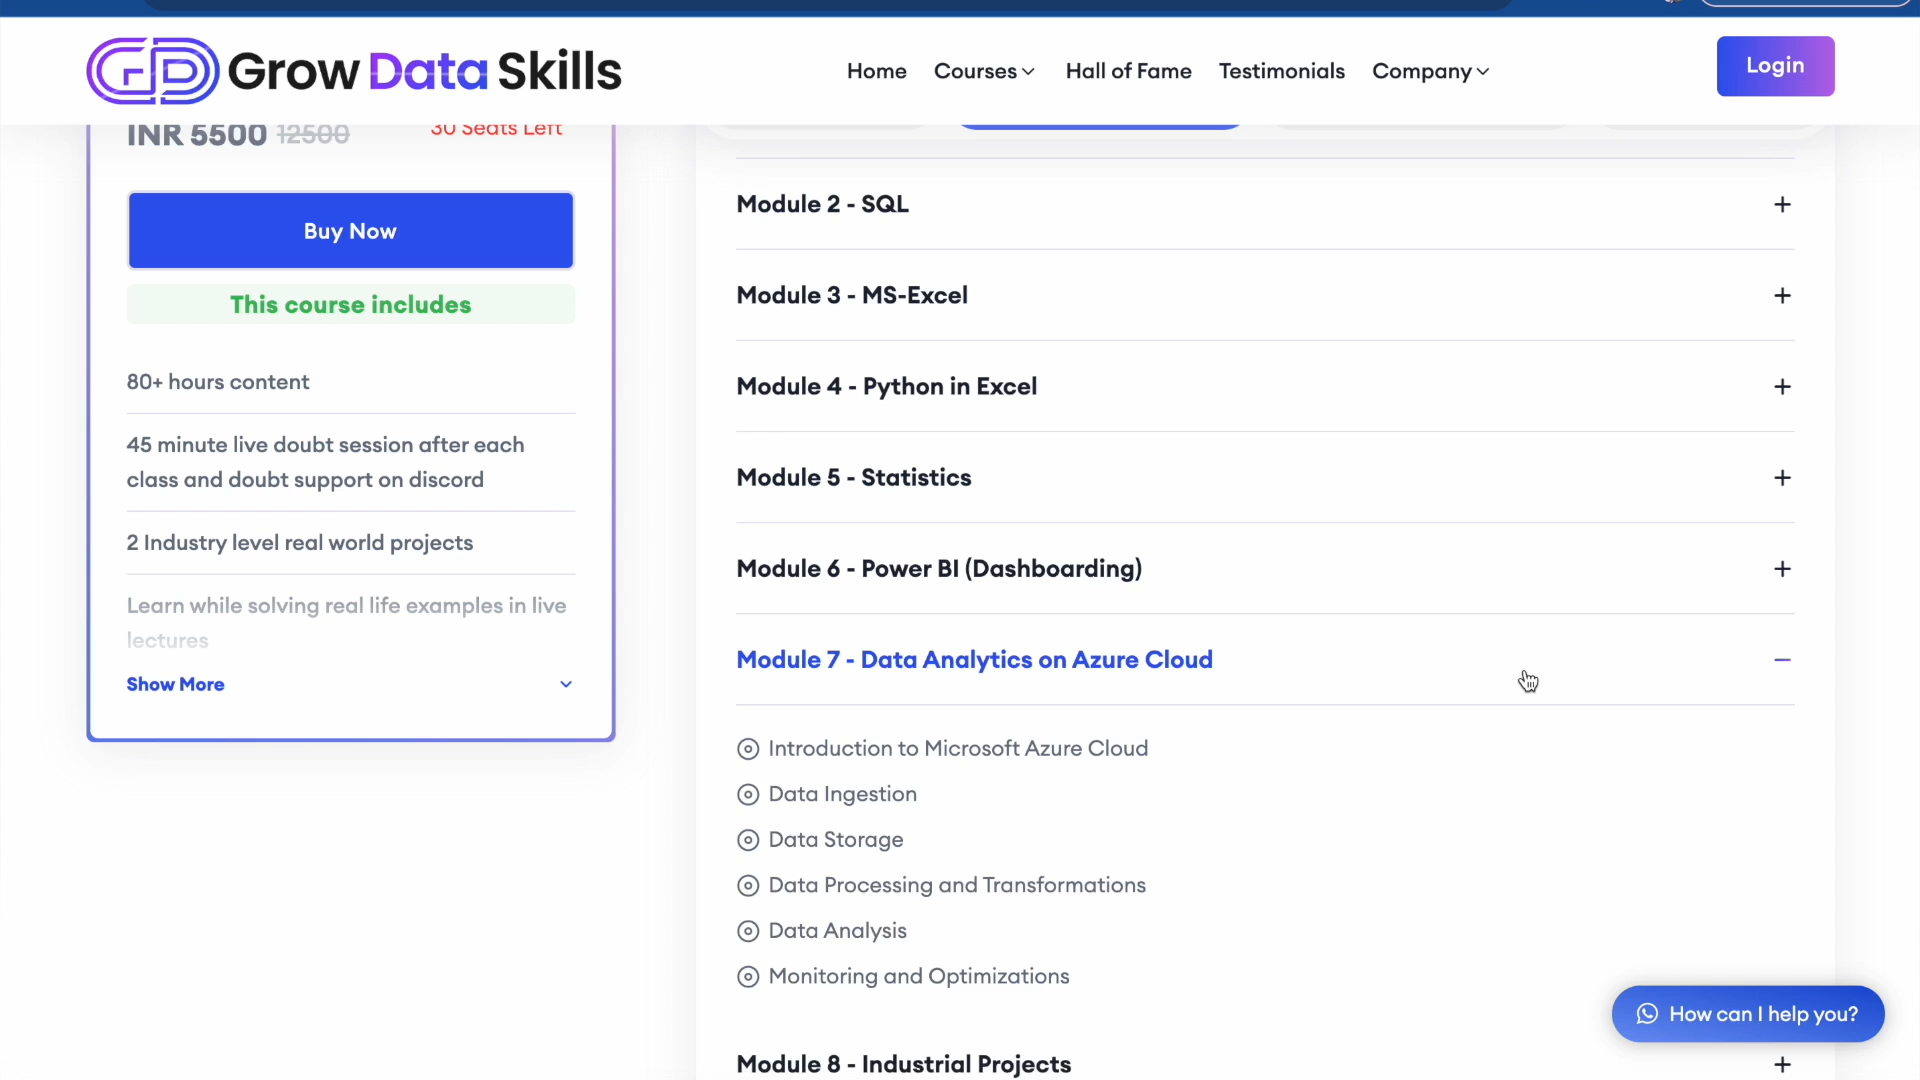 Grow Data Skills
Home
Courses
Hall of Fame
Testimonials
Company
Login
INR 5500 12500
30 Seats Left
Buy Now
This course includes
80+ hours content
45 minute live doubt session after each
class and doubt support on discord
2 Industry level real world projects
Learn while solving real life examples in live
lectures
Show More
Module 2 - SQL
Module 3 - MS-Excel
Module 4 - Python in Excel
Module 5 - Statistics
Module 6 - Power BI (Dashboarding)
Module 7 - Data Analytics on Azure Cloud
Introduction to Microsoft Azure Cloud
Data Ingestion
Data Storage
Data Processing and Transformations
Data Analysis
Monitoring and Optimizations
Module 8 - Industrial Projects
How can I help you?